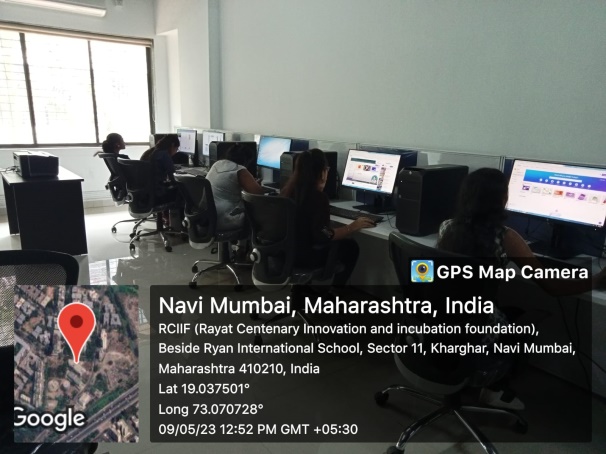 GPS Map Camera
Navi Mumbai, Maharashtra, India
RCIIF (Rayat Centenary Innovation and incubation foundation),
Beside Ryan International School, Sector 11, Kharghar, Navi Mumbai,
Maharashtra 410210, India
Lat 19.037501°
Long 73.070728°
09/05/23 12:52 PM GMT +05:30
Google